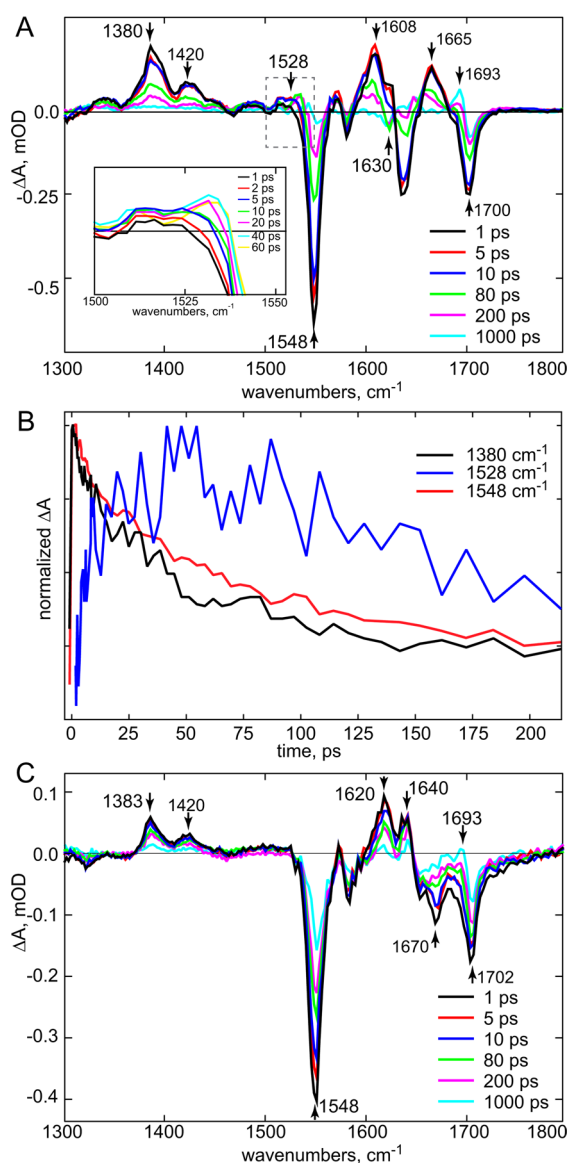 A
1380
1420
1528
1608
1665
1693
0.0
-0.25
-0.5
ΔA, mOD
1630
1700
1548
1 ps
2 ps
5 ps
10 ps
20 ps
40 ps
60 ps
1500 1525 1550
wavenumbers, cm-1
1 ps
5 ps
10 ps
80 ps
200 ps
1000 ps
1300 1400 1500 1600 1700 1800
wavenumbers, cm-1
B
normalized ΔA
1380 cm-1
1528 cm-1
1548 cm-1
0 25 50 75 100 125 150 175 200
time, ps
C
0.1
0.0
-0.1
-0.2
-0.3
-0.4
ΔA, mOD
1383
1420
1620
1640
1693
1670
1702
1548
1 ps
5 ps
10 ps
80 ps
200 ps
1000 ps
1300 1400 1500 1600 1700 1800
wavenumbers, cm-1